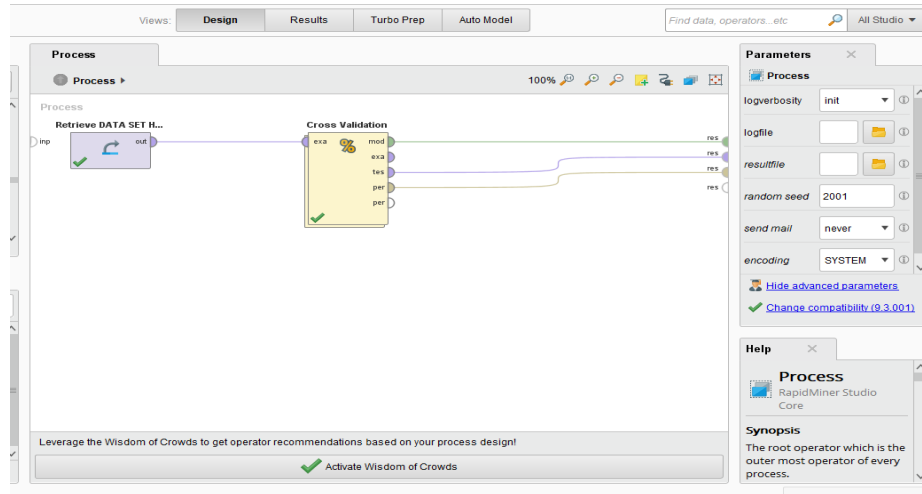 Views: Design Results Turbo Prep Auto Model Find data, operators...etc All Studio
Process
Process
100%
Process
Retrieve DATA SET H...
inp out
Cross Validation
exa mod
exa
tes
per
per
res
res
res
res
Leverage the Wisdom of Crowds to get operator recommendations based on your process design!
Activate Wisdom of Crowds
Parameters
Process
logverbosity init
logfile
resultfile
random seed 2001
send mail never
encoding SYSTEM
Hide advanced parameters
Change compatibility (9.3.001)
Help
Process
RapidMiner Studio
Core
Synopsis
The root operator which is the
outer most operator of every
process.